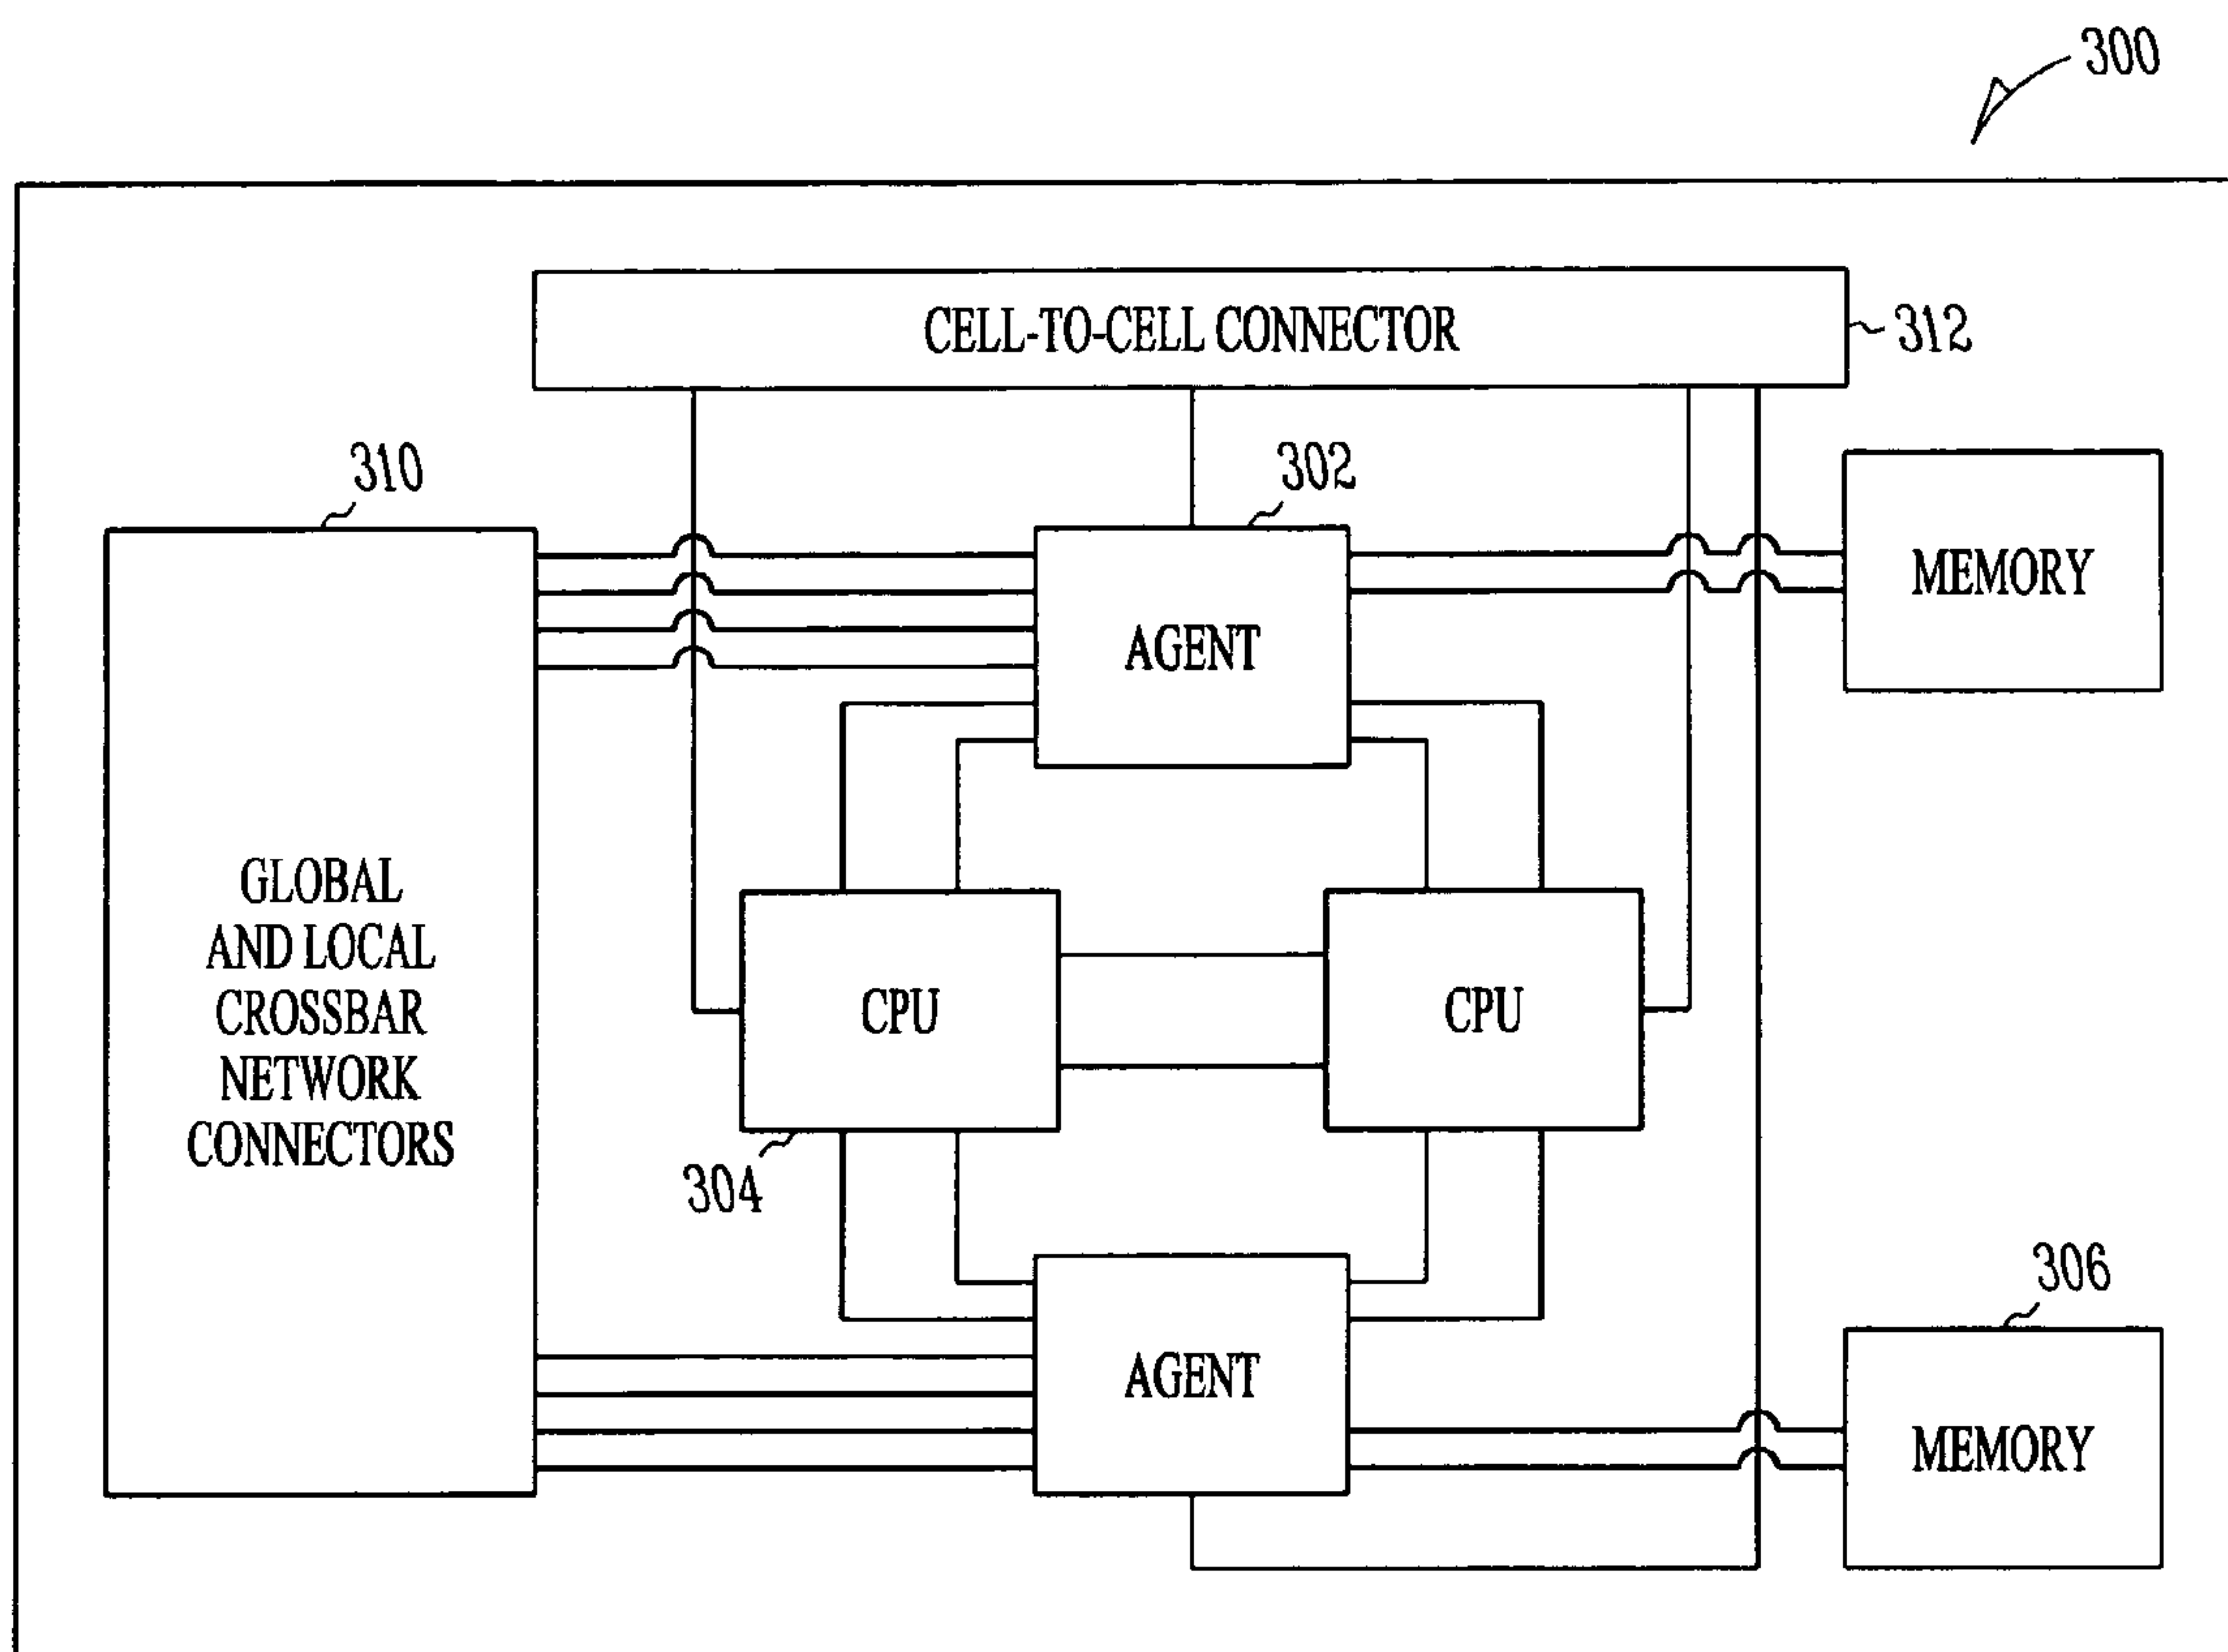 300
CELL-TO-CELL CONNECTOR
312
310
302
MEMORY
AGENT
GLOBAL
AND LOCAL
CROSSBAR
NETWORK
CONNECTORS
CPU
CPU
304
306
AGENT
MEMORY